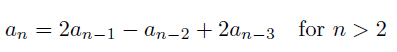 aₙ = 2aₙ₋₁ − aₙ₋₂ + 2aₙ₋₃ for n > 2